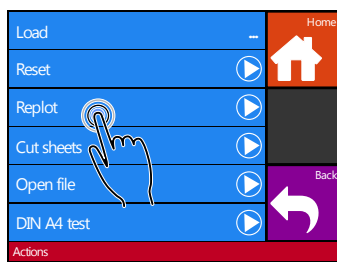 Load ...
Home
Reset
Replot
Cut sheets
Open file
Back
DIN A4 test
Actions